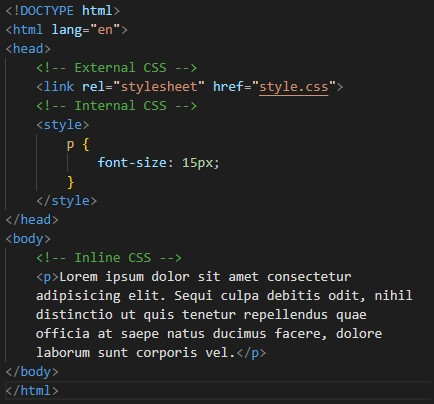 <!DOCTYPE html>
<html lang="en">
<head>
    <!-- External CSS -->
    <link rel="stylesheet" href="style.css">
    <!-- Internal CSS -->
    <style>
        p {
            font-size: 15px;
        }
    </style>
</head>
<body>
    <!-- Inline CSS -->
    <p>Lorem ipsum dolor sit amet consectetur
    adipisicing elit. Sequi culpa debitis odit, nihil
    distinctio ut quis tenetur repellendus quae
    officia at saepe natus ducimus facere, dolore
    laborum sunt corporis vel.</p>
</body>
</html>